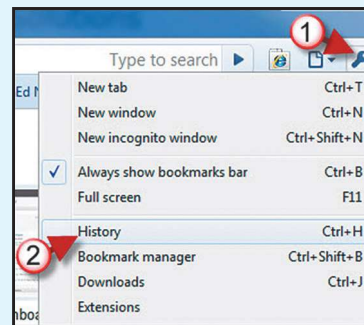 1
Type to search
Ed
New tab Ctrl+T
New window Ctrl+N
New incognito window Ctrl+Shift+N
Always show bookmarks bar Ctrl+B
Full screen F11
2
History Ctrl+H
Bookmark manager Ctrl+Shift+B
Downloads Ctrl+J
Extensions